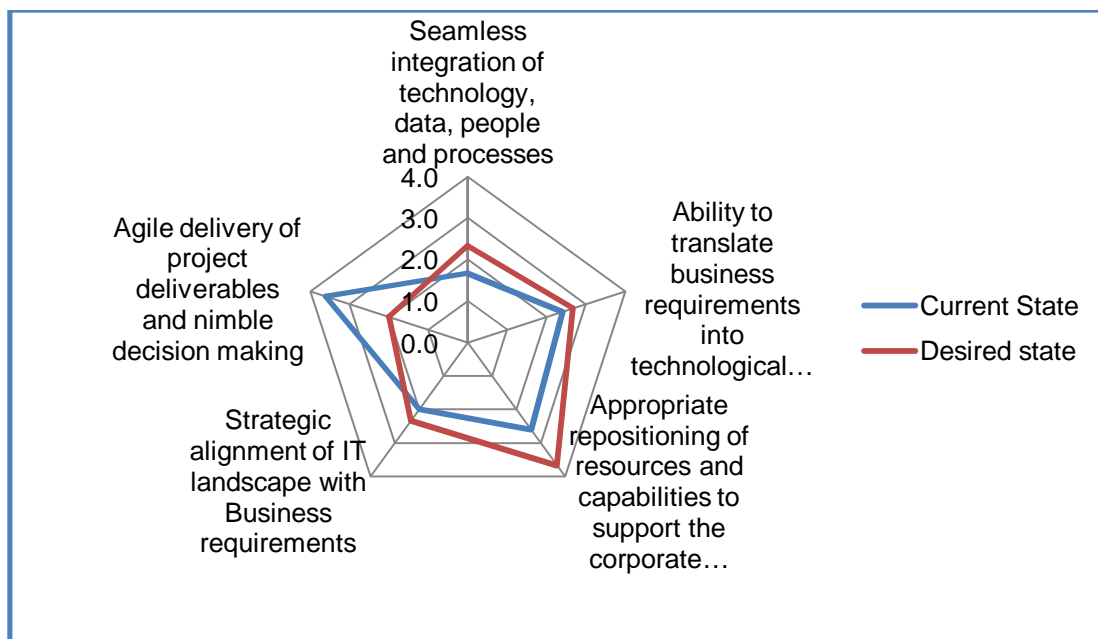 Seamless
integration of
technology,
data, people
and processes
4.0
3.0
2.0
1.0
0.0
Ability to
translate
business
requirements
into
technological…
Appropriate
repositioning of
resources and
capabilities to
support the
corporate…
Strategic
alignment of IT
landscape with
Business
requirements
Agile delivery of
project
deliverables
and nimble
decision making
Current State
Desired state